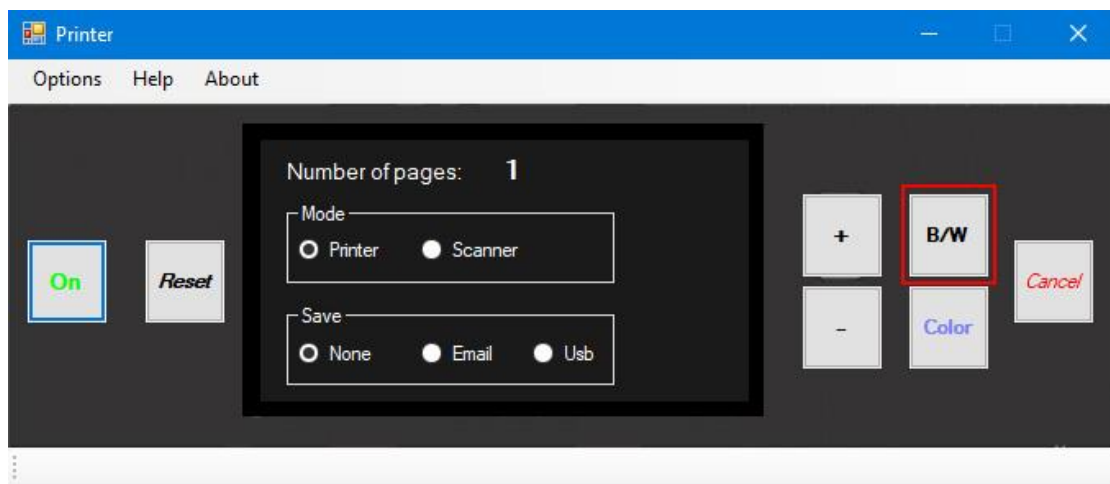 Printer
Options Help About
Number of pages: 1
Mode
Printer Scanner
Save
None Email Usb
On
Reset
+
B/W
-
Color
Cancel